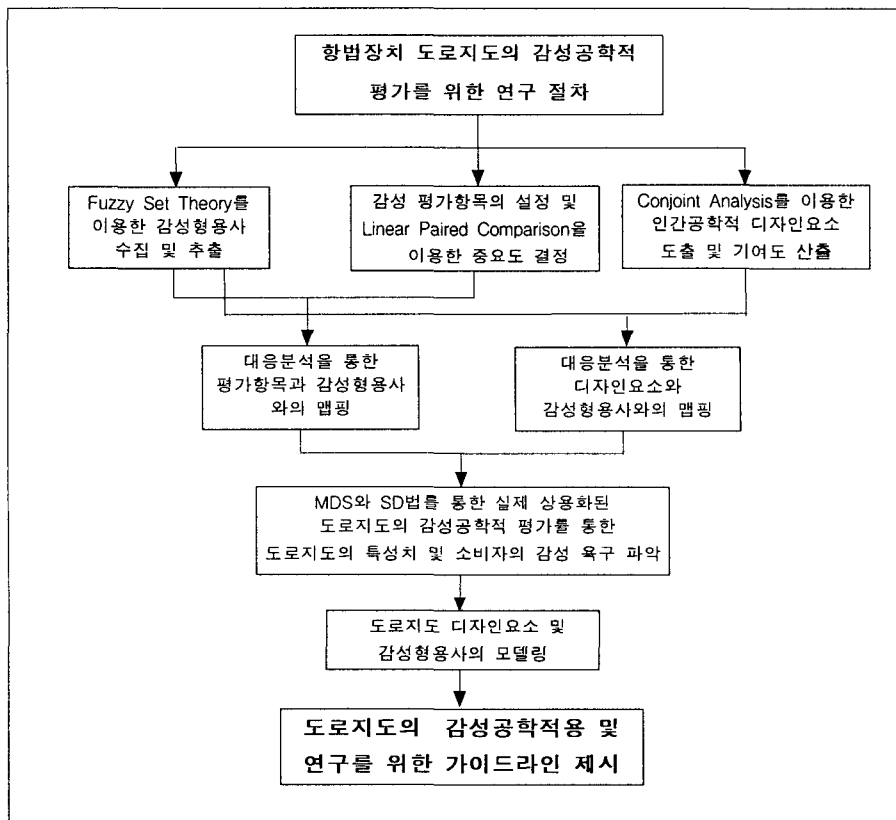 항법장치 도로지도의 감성공학적
평가를 위한 연구 절차
Fuzzy Set Theory를
이용한 감성형용사
수집 및 추출
감성 평가항목의 설정 및
Linear Paired Comparison을
이용한 중요도 결정
Conjoint Analysis를 이용한
인간공학적 디자인요소
도출 및 기여도 산출
대응분석을 통한
평가항목과 감성형용사
와의 맵핑
대응분석을 통한
디자인요소와
감성형용사와의 맵핑
MDS와 SD법를 통한 실제 상용화된
도로지도의 감성공학적 평가를 통한
도로지도의 특성치 및 소비자의 감성 욕구 파악
도로지도 디자인요소 및
감성형용사의 모델링
도로지도의 감성공학적용 및
연구를 위한 가이드라인 제시